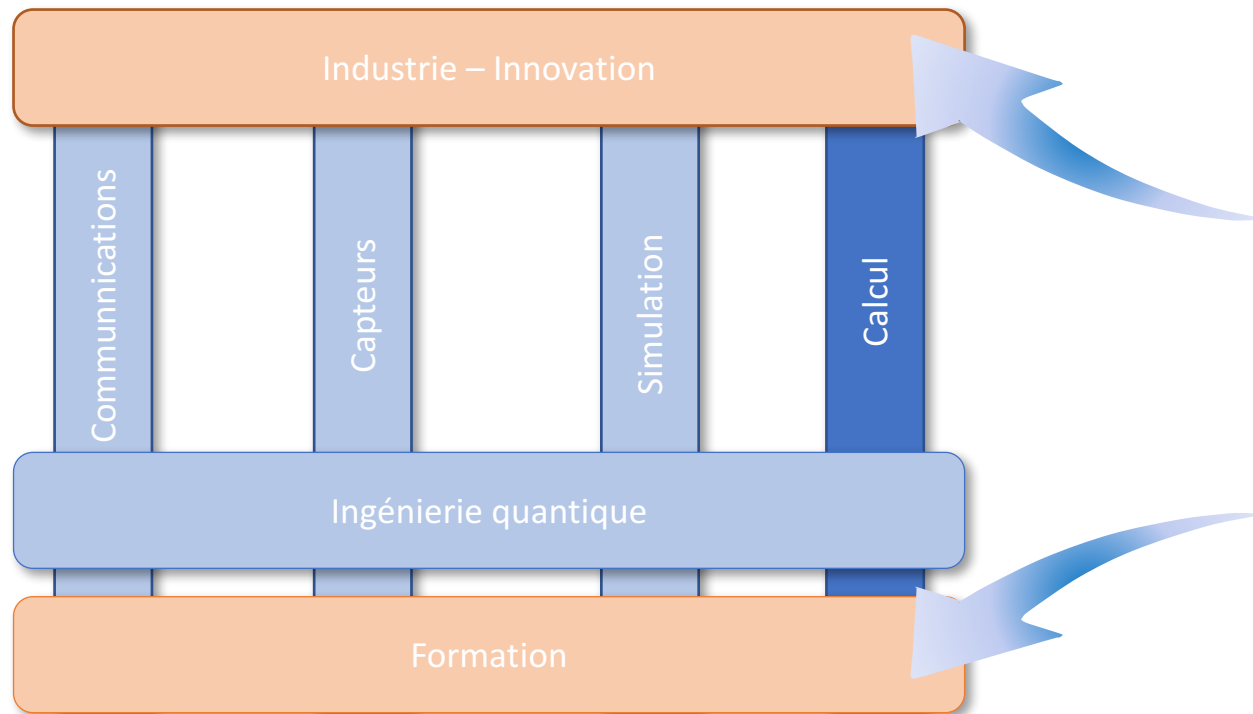 Industrie – Innovation
Communnications
Capteurs
Simulation
Calcul
Ingénierie quantique
Formation